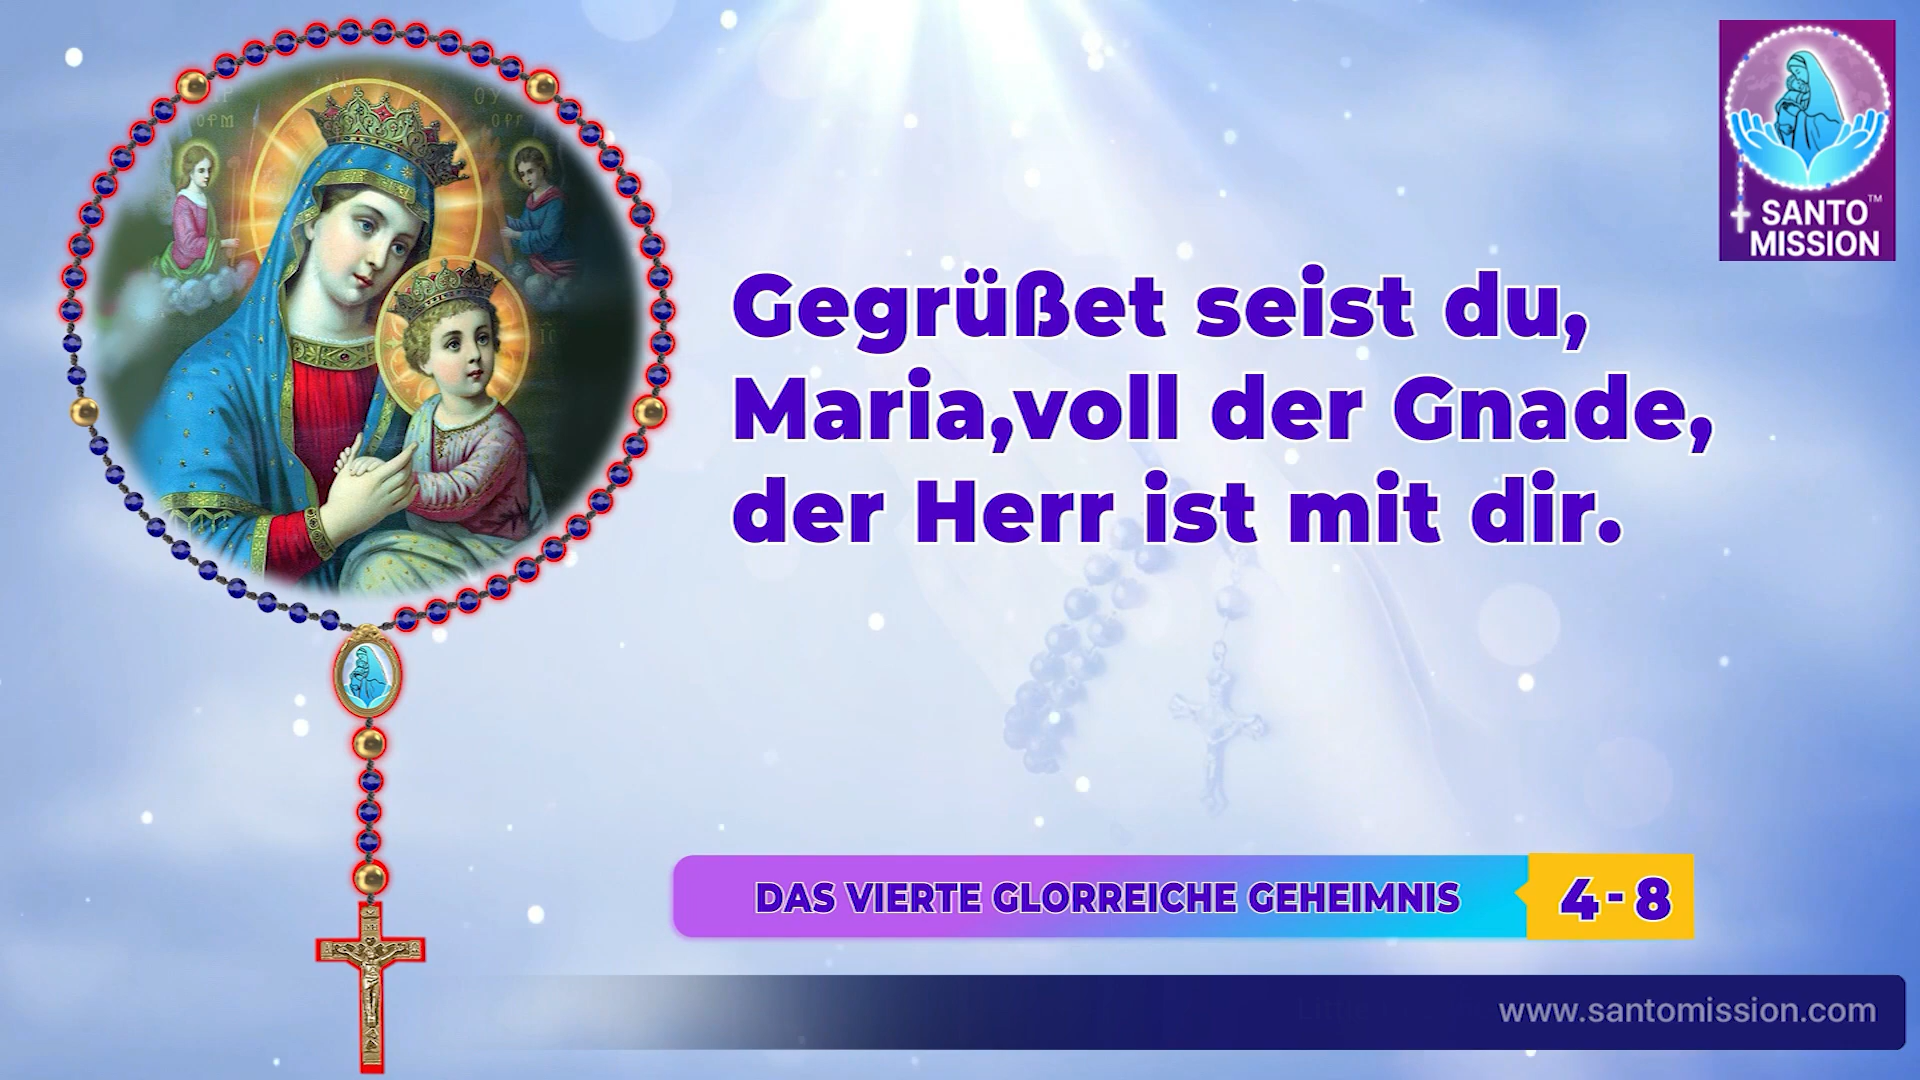 SANTO™
MISSION
Gegrüßet seist du,
Maria,voll der Gnade,
der Herr ist mit dir.
DAS VIERTE GLORREICHE GEHEIMNIS
4-8
www.santomission.com